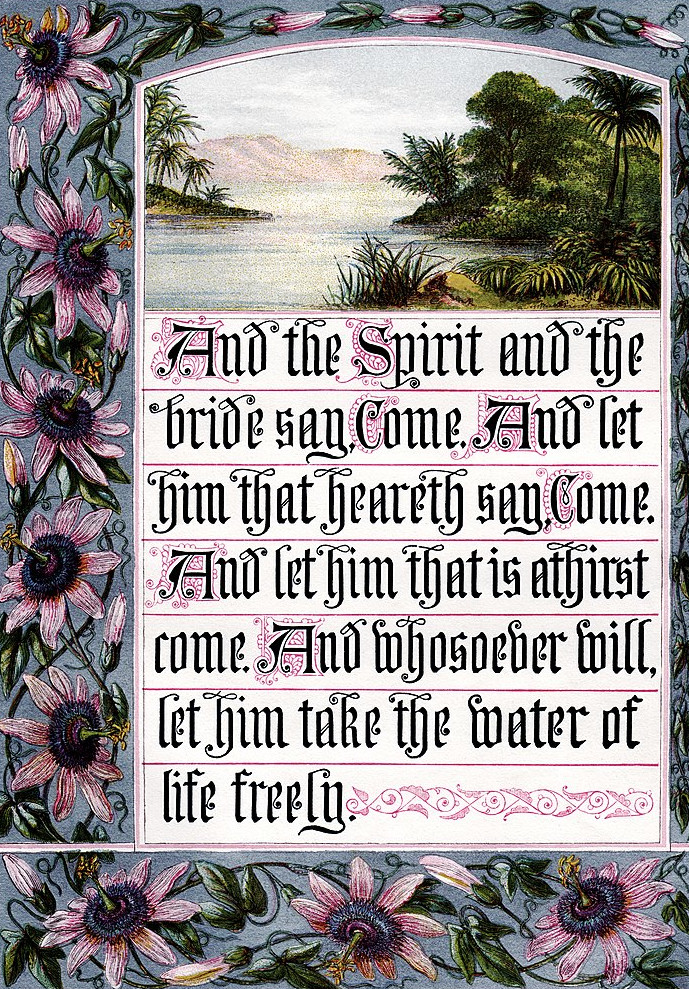 And the Spirit and the
bride say, Come. And let
him that heareth say, Come.
And let him that is athirst
come. And whosoever will,
let him take the water of
life freely.